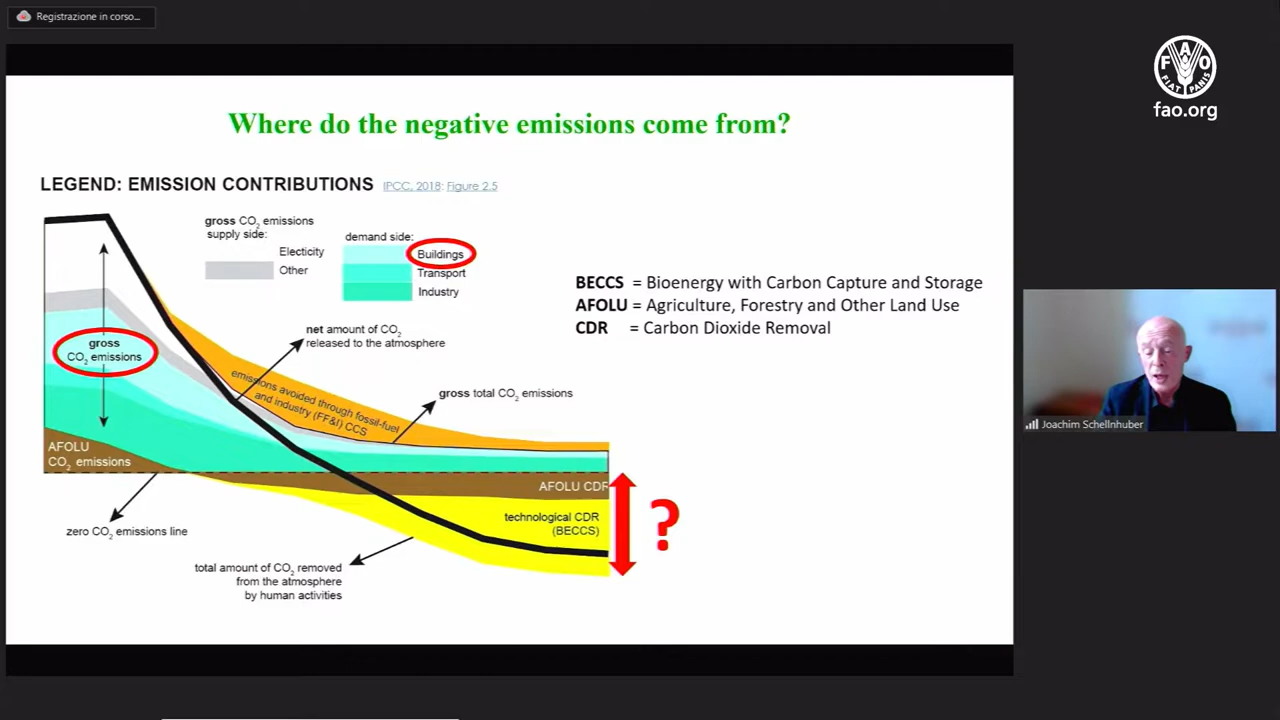 Registrazione in corso...
FAO
FIAT PANIS
fao.org
Where do the negative emissions come from?
LEGEND: EMISSION CONTRIBUTIONS IPCC, 2018: Figure 2.5
gross CO2 emissions
supply side:
Electicity
Other
demand side:
Buildings
Transport
Industry
BECCS = Bioenergy with Carbon Capture and Storage
AFOLU = Agriculture, Forestry and Other Land Use
CDR = Carbon Dioxide Removal
gross
CO2 emissions
net amount of CO2
released to the atmosphere
emissions avoided through fossil-fuel
and industry (FF&I) CCS
gross total CO2 emissions
AFOLU
CO2 emissions
AFOLU CDR
technological CDR
(BECCS)
?
zero CO2 emissions line
total amount of CO2 removed
from the atmosphere
by human activities
Joachim Schellnhuber